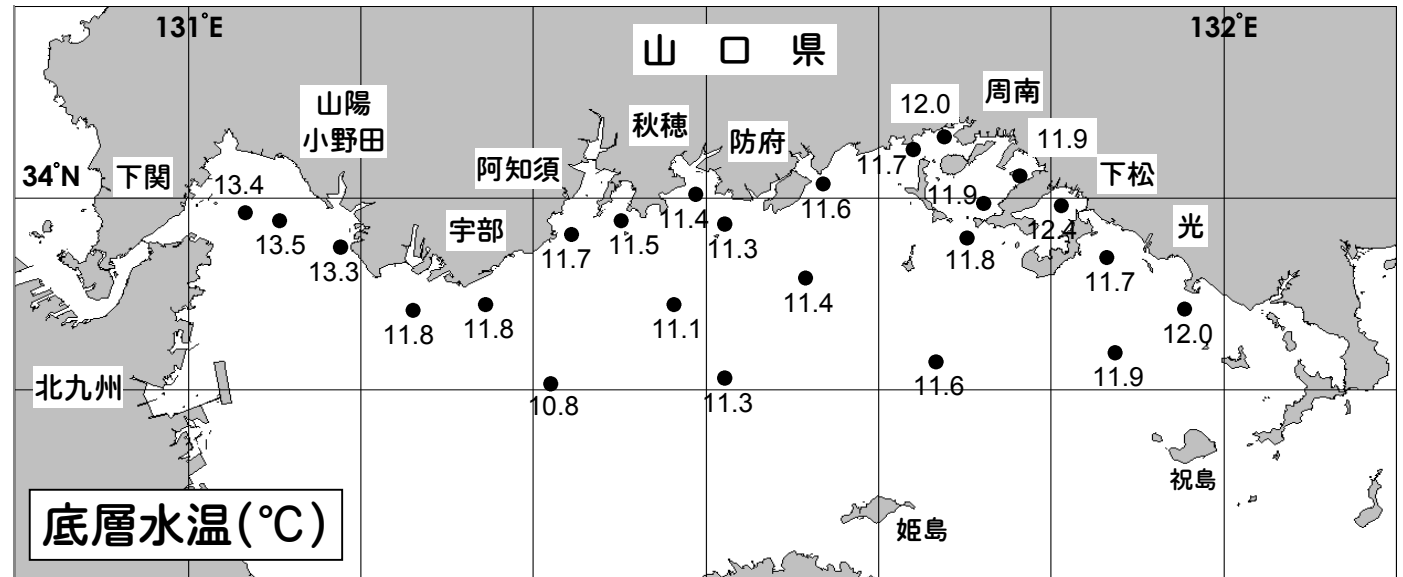 131°E
132°E
山 口 県
周南
12.0
山陽
小野田
秋穂
防府
11.9
11.7
下松
阿知須
34°N
下関
13.4
11.9
11.6
11.4
12.4
光
13.5
宇部
11.5
11.3
11.7
13.3
11.8
11.7
11.4
11.8
11.8
11.1
12.0
11.6
11.9
北九州
10.8
11.3
祝島
底層水温(℃)
姫島